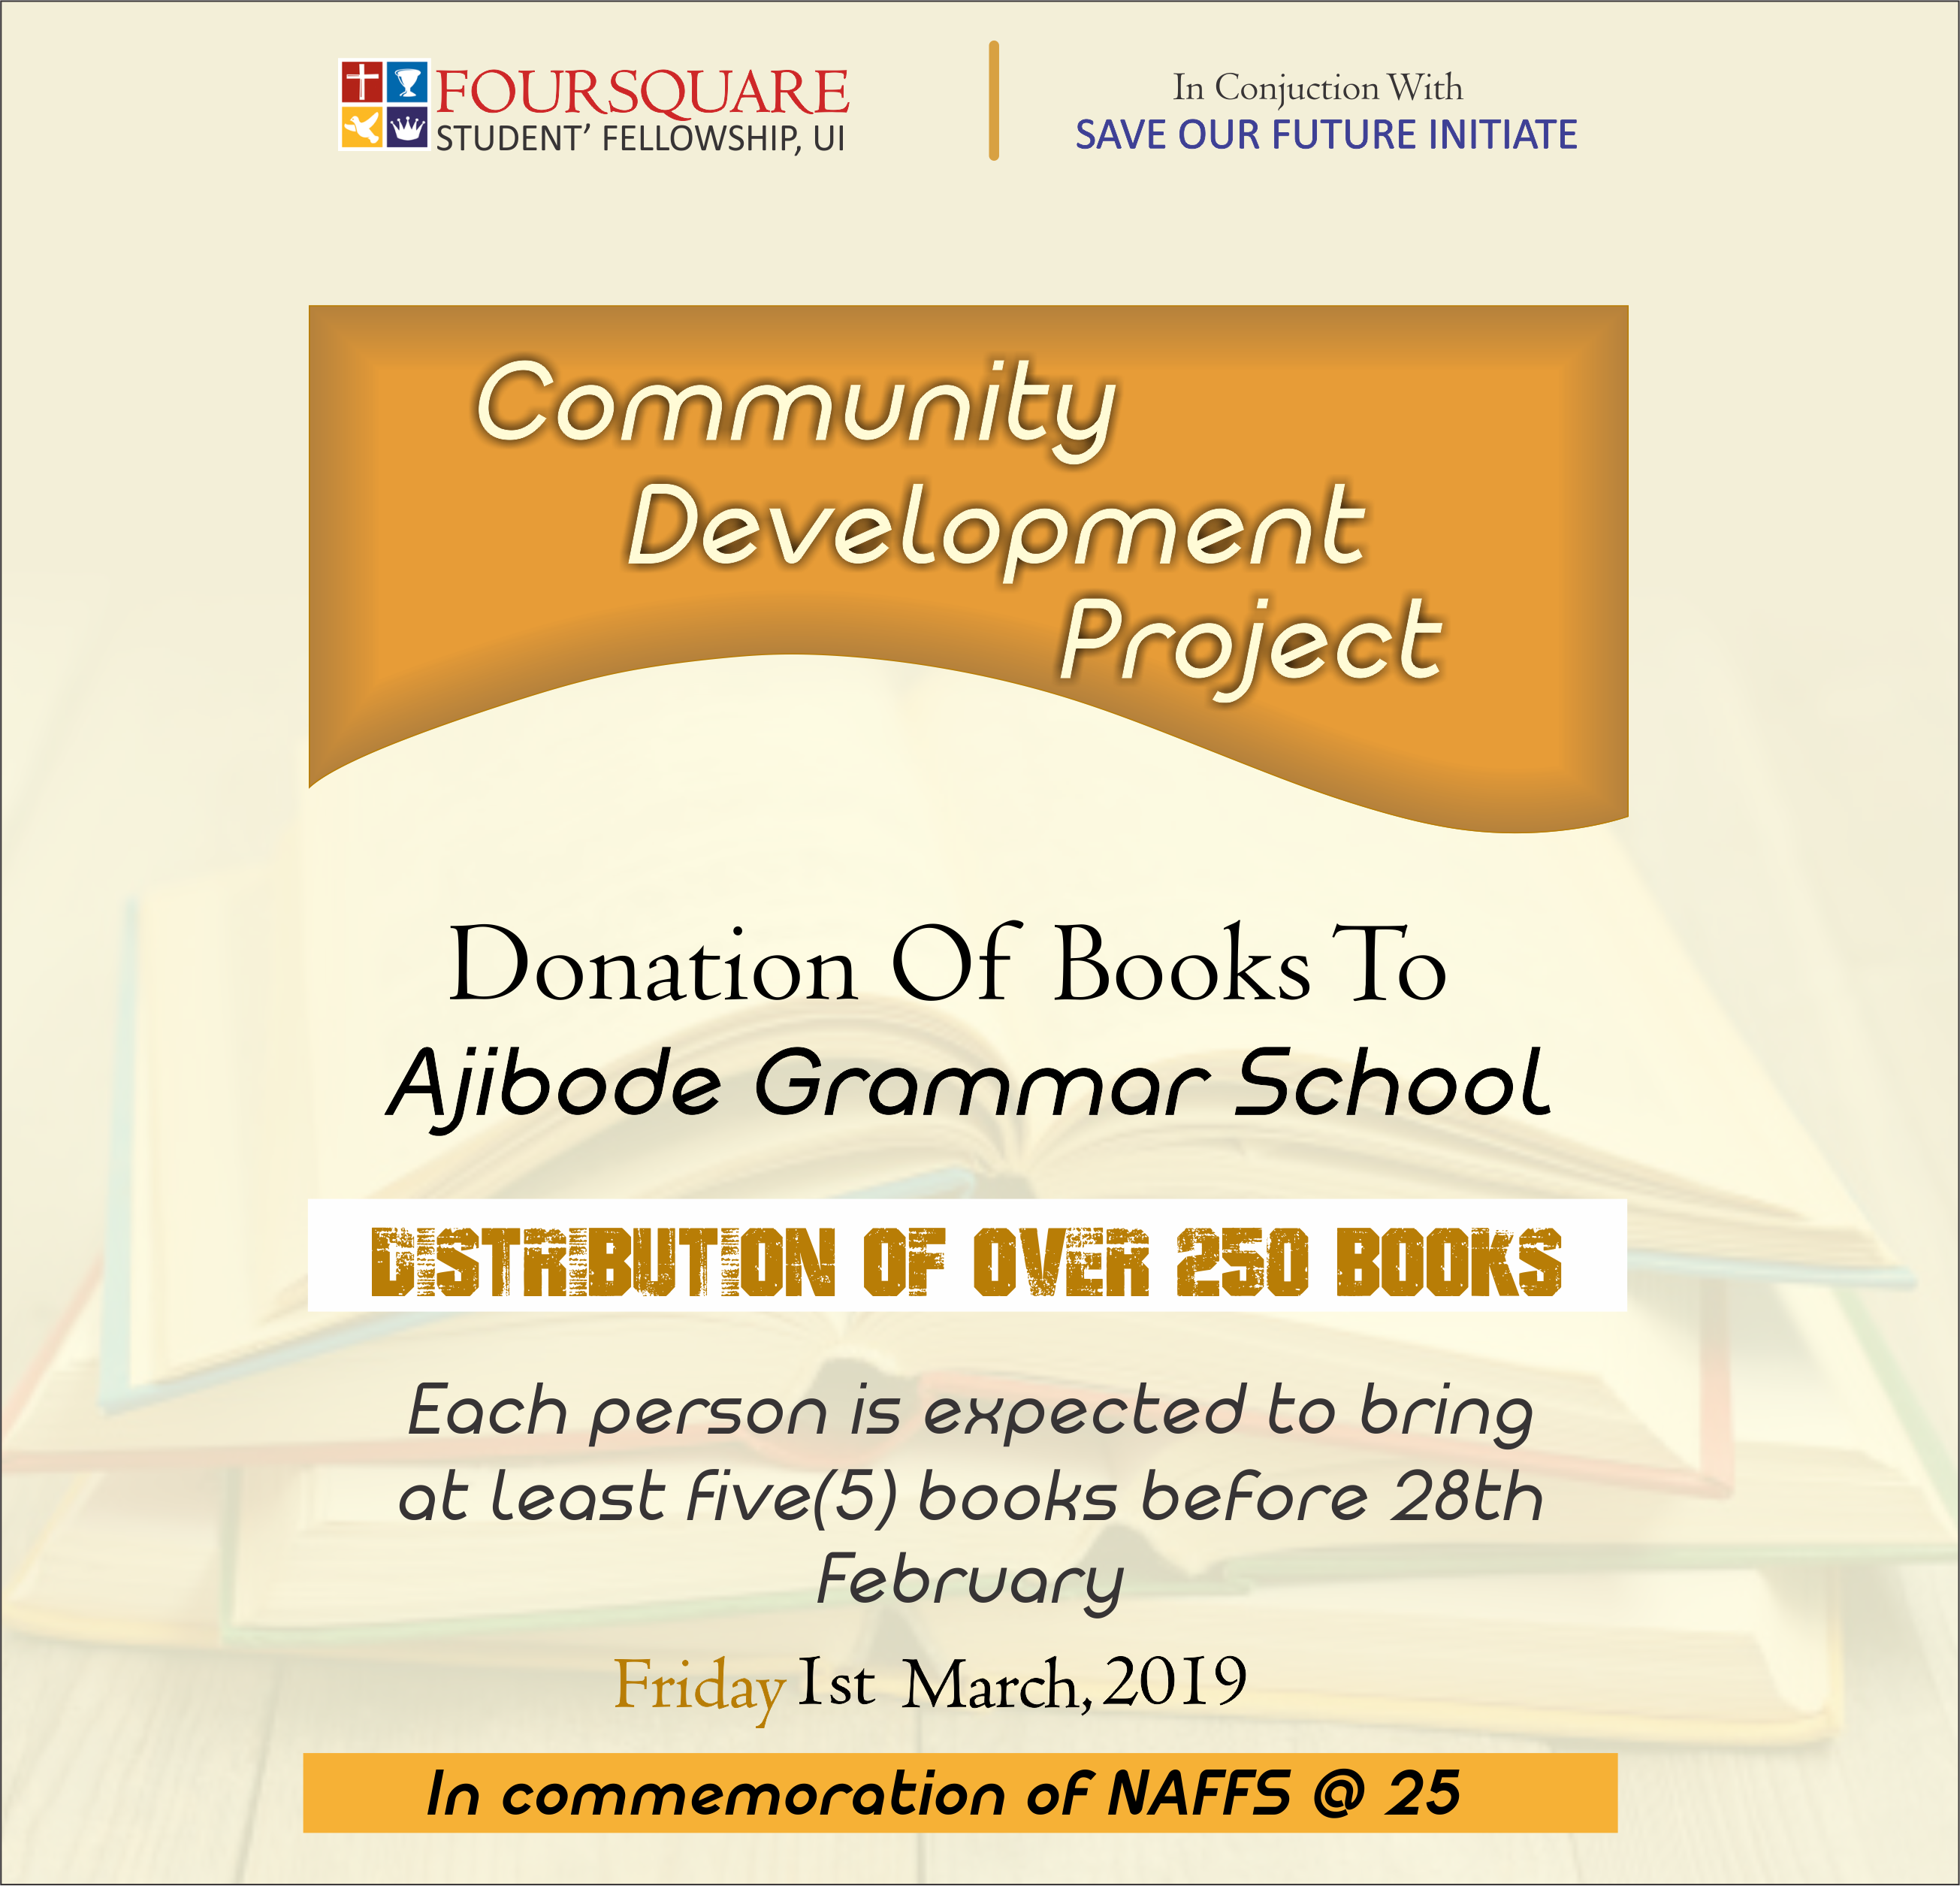 FOURSQUARE
STUDENT’ FELLOWSHIP, UI
In Conjuction With
SAVE OUR FUTURE INITIATE
Community
Development
Project
Donation Of Books To
Ajibode Grammar School
DISTRIBUTION OF OVER 250 BOOKS
Each person is expected to bring
at least five(5) books before 28th
February
Friday 1st March, 2019
In commemoration of NAFFS @ 25